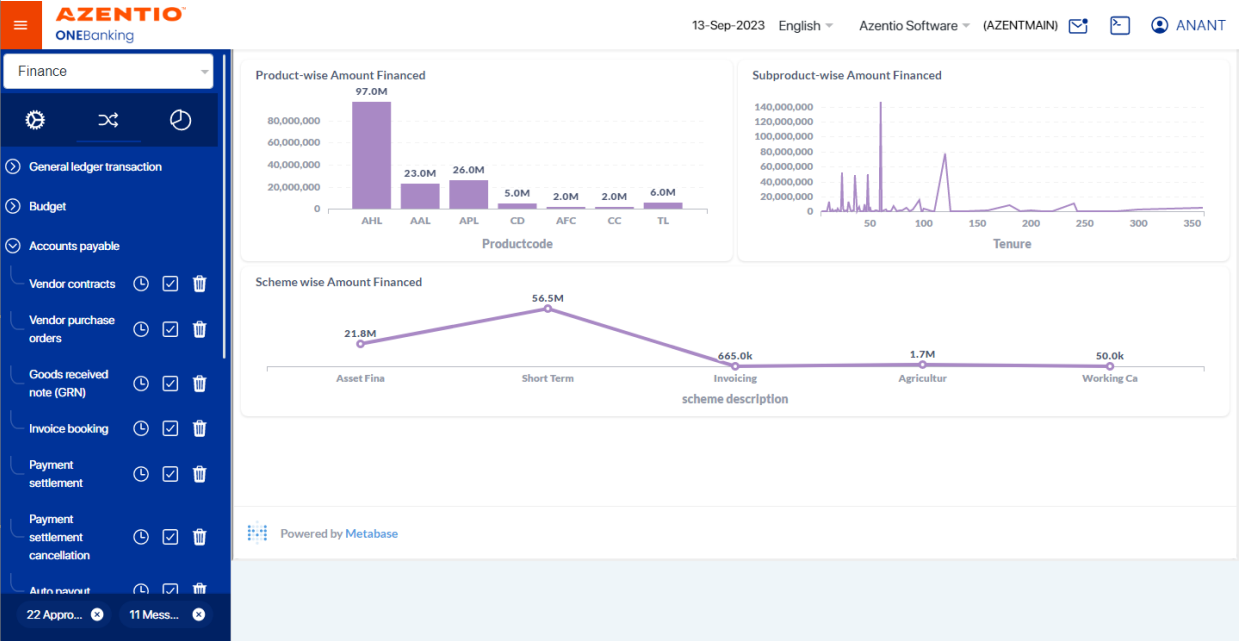 AZENTIO
ONEBanking
13-Sep-2023 English Azentio Software (AZENTMAIN) ANANT
Finance
General ledger transaction
Budget
Accounts payable
Vendor contracts
Vendor purchase
orders
Goods received
note (GRN)
Invoice booking
Payment
settlement
Payment
settlement
cancellation
Auto payout
22 Appro... 11 Mess...
Product-wise Amount Financed
97.0M
80,000,000
60,000,000
40,000,000
20,000,000
0
23.0M
26.0M
5.0M
2.0M
2.0M
6.0M
AHL AAL APL CD AFC CC TL
Productcode
Subproduct-wise Amount Financed
140,000,000
120,000,000
100,000,000
80,000,000
60,000,000
40,000,000
20,000,000
0
50 100 150 200 250 300 350
Tenure
Scheme wise Amount Financed
21.8M
56.5M
665.0k
1.7M
50.0k
Asset Fina Short Term Invoicing Agricultur Working Ca
scheme description
Powered by Metabase